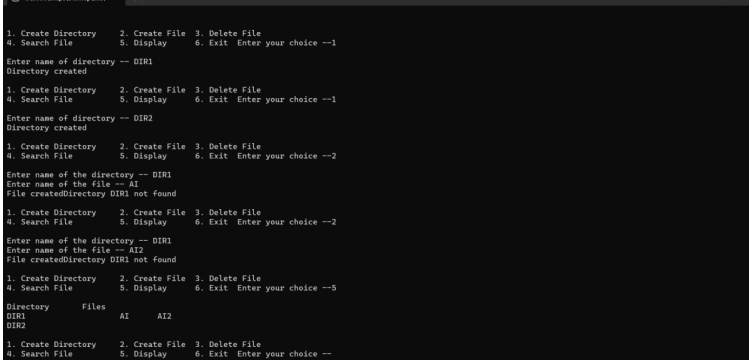 1. Create Directory 2. Create File 3. Delete File
4. Search File 5. Display 6. Exit Enter your choice --1
Enter name of directory -- DIR1
Directory created
1. Create Directory 2. Create File 3. Delete File
4. Search File 5. Display 6. Exit Enter your choice --1
Enter name of directory -- DIR2
Directory created
1. Create Directory 2. Create File 3. Delete File
4. Search File 5. Display 6. Exit Enter your choice --2
Enter name of the directory -- DIR1
Enter name of the file -- AI
File createdDirectory DIR1 not found
1. Create Directory 2. Create File 3. Delete File
4. Search File 5. Display 6. Exit Enter your choice --2
Enter name of the directory -- DIR1
Enter name of the file -- AI2
File createdDirectory DIR1 not found
1. Create Directory 2. Create File 3. Delete File
4. Search File 5. Display 6. Exit Enter your choice --5
Directory Files
DIR1 AI AI2
DIR2
1. Create Directory 2. Create File 3. Delete File
4. Search File 5. Display 6. Exit Enter your choice --